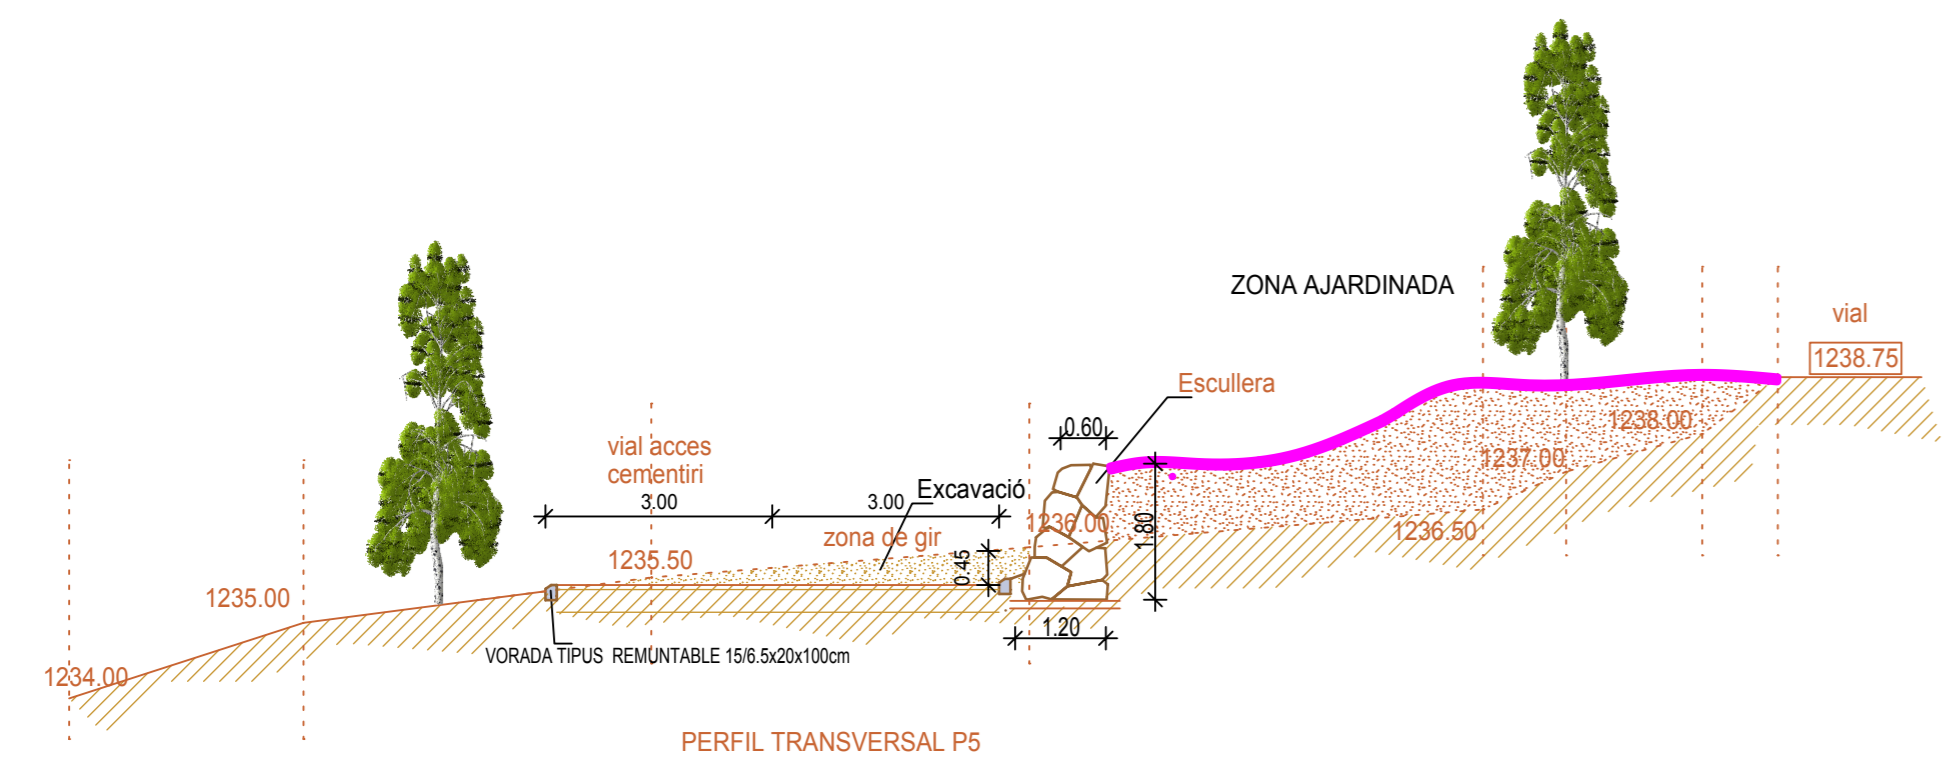 ZONA AJARDINADA
vial
1238.75
Escullera
0.60
1238.00
vial acces
cementiri
1237.00
3.00
3.00
Excavació
1236.00
1.80
1236.50
zona de gir
1235.50
0.45
1235.00
1.20
VORADA TIPUS REMUNTABLE 15/6.5x20x100cm
1234.00
PERFIL TRANSVERSAL P5